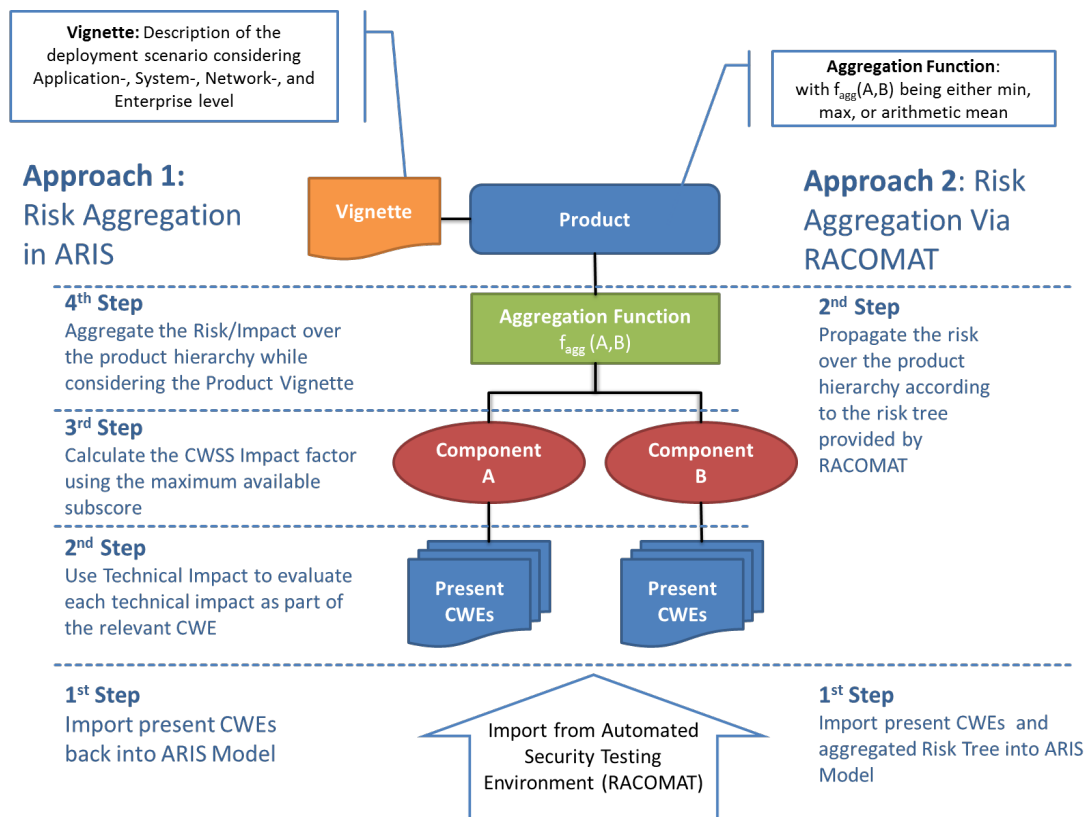 Vignette: Description of the
deployment scenario considering
Application-, System-, Network-, and
Enterprise level
Aggregation Function:
with fagg(A,B) being either min,
max, or arithmetic mean
Approach 1:
Risk Aggregation
in ARIS
Vignette
Product
Approach 2: Risk
Aggregation Via
RACOMAT
4th Step
Aggregate the Risk/Impact over
the product hierarchy while
considering the Product Vignette
Aggregation Function
fagg (A,B)
2nd Step
Propagate the risk
over the product
hierarchy according
to the risk tree
provided by
RACOMAT
3rd Step
Calculate the CWSS Impact factor
using the maximum available
subscore
Component
A
Component
B
2nd Step
Use Technical Impact to evaluate
each technical impact as part of
the relevant CWE
Present
CWEs
Present
CWEs
1st Step
Import present CWEs
back into ARIS Model
Import from Automated
Security Testing
Environment (RACOMAT)
1st Step
Import present CWEs and
aggregated Risk Tree into ARIS
Model